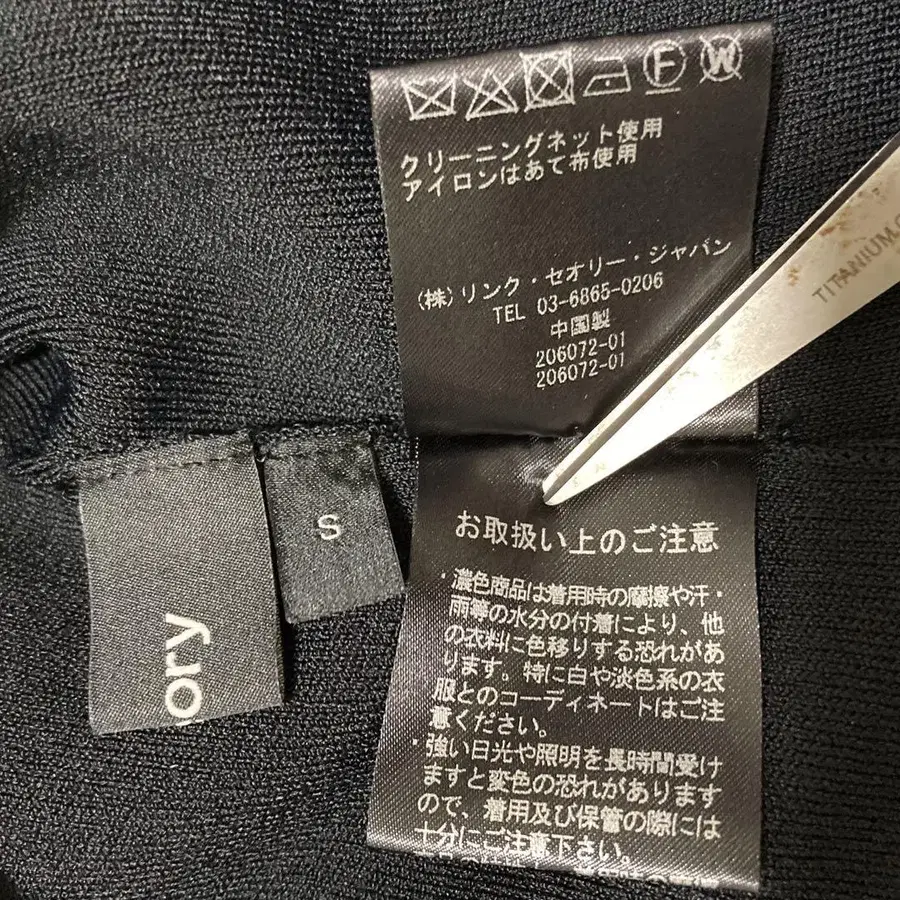 F
W
クリーニングネット使用
アイロンはあて布使用
(株)リンク・セオリー・ジャパン
TEL 03-6865-0206
中国製
206072-01
206072-01
お取扱い上のご注意
・濃色商品は着用時の摩擦や汗・
雨等の水分の付着により、他
の衣料に色移りする恐れがあ
ります。特に白や淡色系の衣
服とのコーディネートはご注
意ください。
・強い日光や照明を長時間受け
ますと変色の恐れがあります
ので、着用及び保管の際には
十分にご注意下さい。
S
ory
TITANIUM